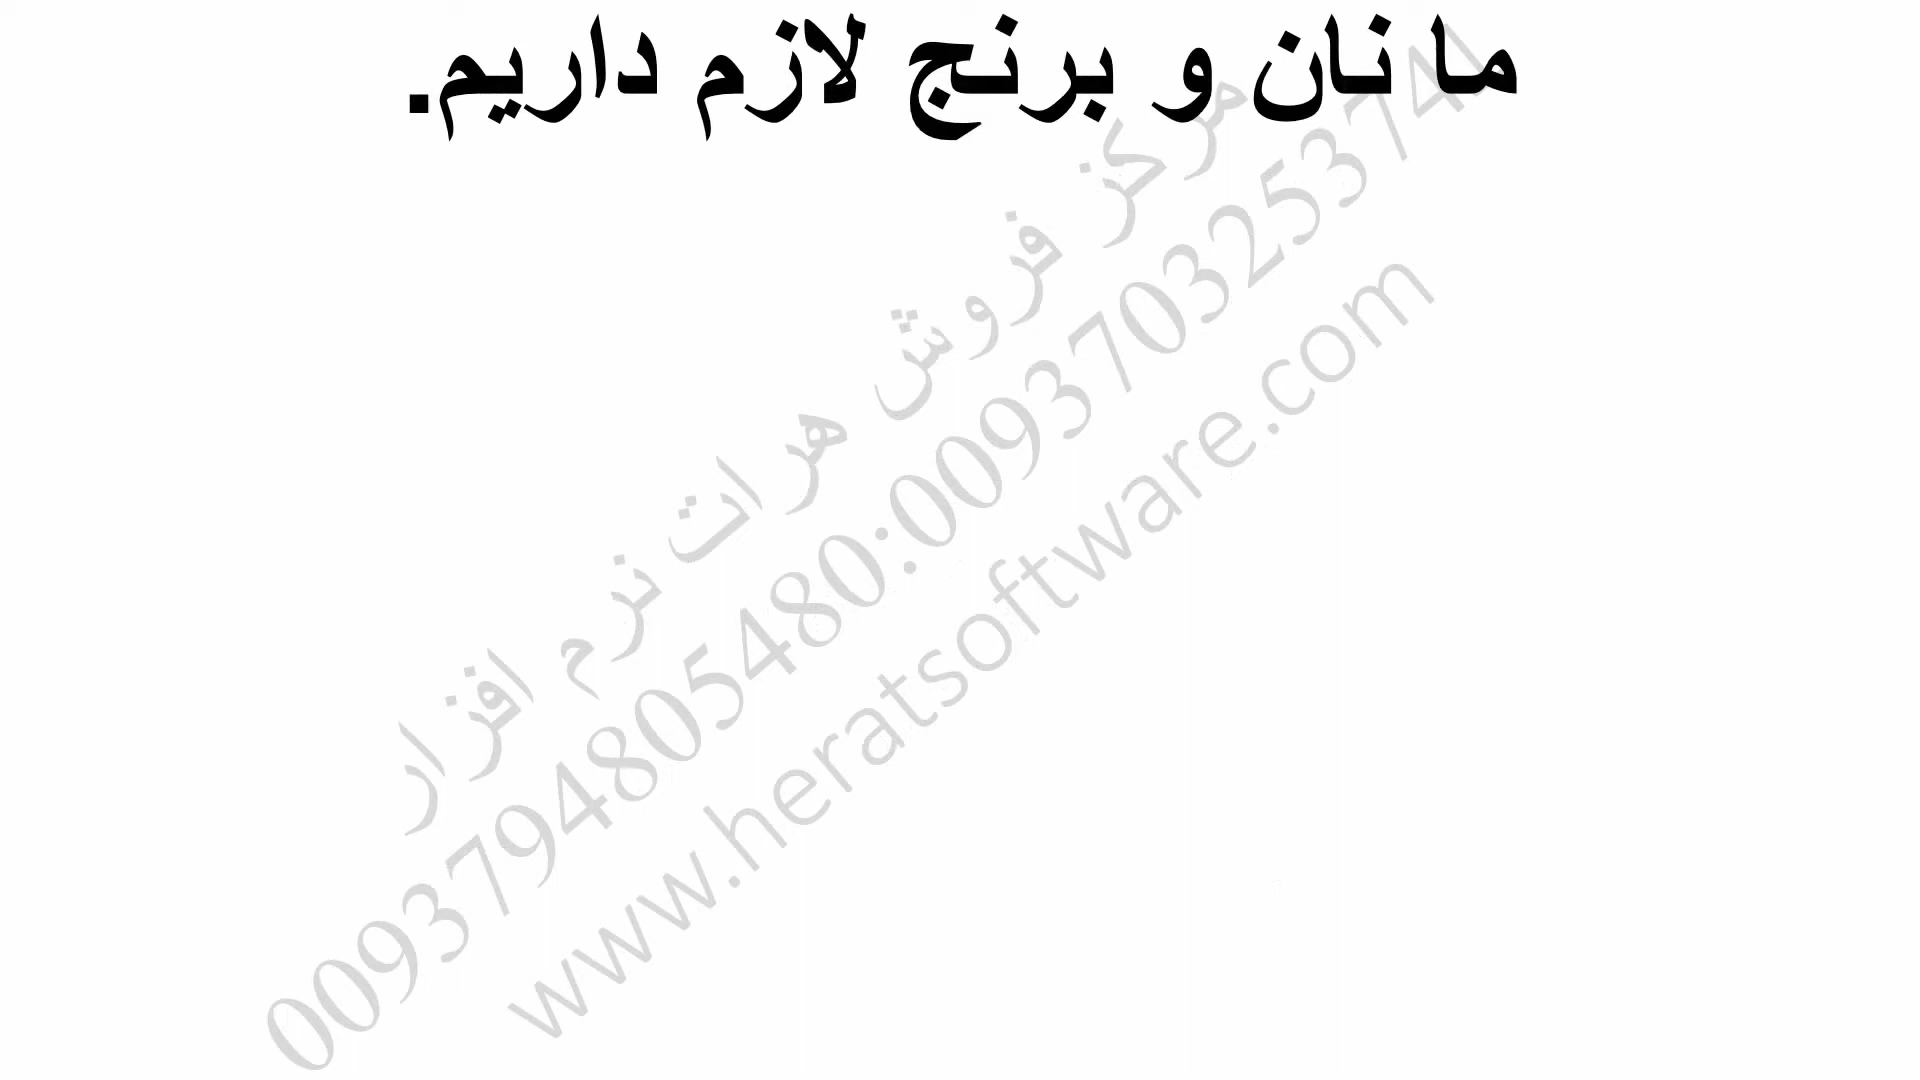 ما نان و برنج لازم داریم.
مرکز فروش هرات نرم افزار
0093794805480:0093703253741
www.heratsoftware.com